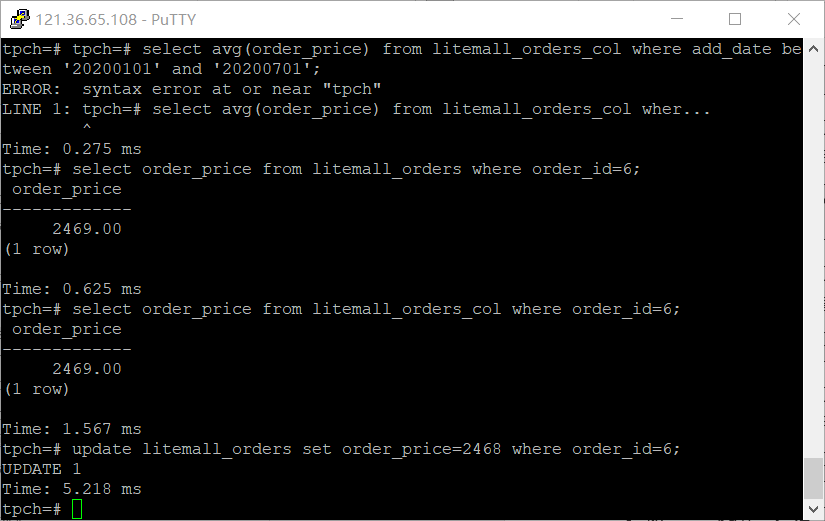 121.36.65.108 - PuTTY
tpch=# tpch=# select avg(order_price) from litemall_orders_col where add_date be
tween '20200101' and '20200701';
ERROR:  syntax error at or near "tpch"
LINE 1: tpch=# select avg(order_price) from litemall_orders_col wher...
        ^
Time: 0.275 ms
tpch=# select order_price from litemall_orders where order_id=6;
 order_price
-------------
     2469.00
(1 row)
Time: 0.625 ms
tpch=# select order_price from litemall_orders_col where order_id=6;
 order_price
-------------
     2469.00
(1 row)
Time: 1.567 ms
tpch=# update litemall_orders set order_price=2468 where order_id=6;
UPDATE 1
Time: 5.218 ms
tpch=#